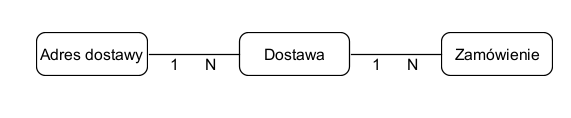 Adres dostawy
1 N
Dostawa
1 N
Zamówienie